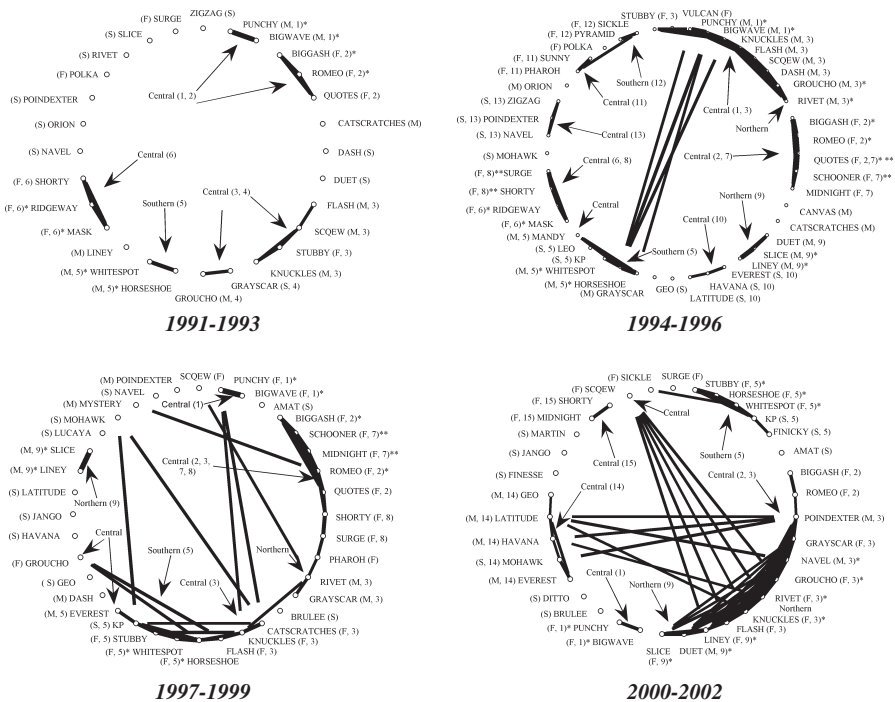 ZIGZAG (S)
(F) SURGE
PUNCHY (M, 1)*
(S) SLICE
BIGWAVE (M, 1)*
(S) RIVET
BIGGASH (F, 2)*
(F) POLKA
ROMEO (F, 2)*
Central (1, 2)
(S) POINDEXTER
QUOTES (F, 2)
(S) ORION
CATSCRATCHES (M)
(S) NAVEL
DASH (S)
Central (6)
(F, 6) SHORTY
DUET (S)
Central (3, 4)
(F, 6)* RIDGEWAY
Southern (5)
FLASH (M, 3)
(F, 6)* MASK
SCQEW (M, 3)
(M) LINEY
STUBBY (F, 3)
(M, 5)* WHITESPOT
KNUCKLES (M, 3)
(M, 5)* HORSESHOE
GRAYSCAR (S, 4)
GROUCHO (M, 4)
1991-1993
VULCAN (F)
STUBBY (F, 3)
PUNCHY (M, 1)*
(F, 12) SICKLE
BIGWAVE (M, 1)*
(F, 12) PYRAMID
KNUCKLES (M, 3)
(F) POLKA
FLASH (M, 3)
(F, 11) SUNNY
SCQEW (M, 3)
(F, 11) PHAROH
DASH (M, 3)
Southern (12)
(M) ORION
GROUCHO (M, 3)*
Central (11)
(S, 13) ZIGZAG
RIVET (M, 3)*
Central (1, 3)
(S, 13) POINDEXTER
BIGGASH (F, 2)*
Northern
Central (13)
(S, 13) NAVEL
ROMEO (F, 2)*
(S) MOHAWK
Central (6, 8)
Central (2, 7)
QUOTES (F, 2,7)* **
(F, 8)**SURGE
SCHOONER (F, 7)**
(F, 8)** SHORTY
MIDNIGHT (F, 7)
Northern (9)
(F, 6)* RIDGEWAY
Central
CANVAS (M)
(F, 6)* MASK
Central (10)
CATSCRATCHES (M)
(M, 5) MANDY
DUET (M, 9)
(S, 5) LEO
Southern (5)
SLICE (M, 9)*
(S, 5) KP
LINEY (M, 9)*
(M, 5)* WHITESPOT
EVEREST (S, 10)
(M, 5)* HORSESHOE
HAVANA (S, 10)
(M) GRAYSCAR
GEO (S)
LATITUDE (S, 10)
1994-1996
SCQEW (F)
(M) POINDEXTER
PUNCHY (F, 1)*
(S) NAVEL
BIGWAVE (F, 1)*
(M) MYSTERY
Central (1)
AMAT (S)
(S) MOHAWK
BIGGASH (F, 2)*
(S) LUCAYA
SCHOONER (F, 7)**
(M, 9)* SLICE
MIDNIGHT (F, 7)**
Central (2, 3,
7, 8)
(M, 9)* LINEY
ROMEO (F, 2)*
(S) LATITUDE
QUOTES (F, 2)
Northern (9)
(S) JANGO
SHORTY (F, 8)
Central
(S) HAVANA
SURGE (F, 8)
Southern (5)
Northern
(F) GROUCHO
PHAROH (F)
( S) GEO
Central (3)
RIVET (M, 3)
(M) DASH
GRAYSCAR (M, 3)
(M, 5) EVEREST
BRULEE (S)
(S, 5) KP
CATSCRATCHES (F, 3)
(F, 5) STUBBY
KNUCKLES (F, 3)
(F, 5)* WHITSPOT
FLASH (F, 3)
(F, 5)* HORSESHOE
1997-1999
SURGE (F)
(F) SICKLE
STUBBY (F, 5)*
(F) SCQEW
HORSESHOE (F, 5)*
(F, 15) SHORTY
WHITESPOT (F, 5)*
Central
(F, 15) MIDNIGHT
KP (S, 5)
(S) MARTIN
FINICKY (S, 5)
(S) JANGO
Southern (5)
AMAT (S)
Central (15)
(S) FINESSE
BIGGASH (F, 2)
Central (2, 3)
Central (14)
(M, 14) GEO
ROMEO (F, 2)
(M, 14) LATITUDE
POINDEXTER (M, 3)
(M, 14) HAVANA
GRAYSCAR (F, 3)
(S, 14) MOHAWK
NAVEL (M, 3)*
(M, 14) EVEREST
Central (1)
Northern (9)
GROUCHO (F, 3)*
(S) DITTO
RIVET (F, 3)*
(S) BRULEE
Northern
KNUCKLES (F, 3)*
(F, 1)* PUNCHY
FLASH (F, 3)
(F, 1)* BIGWAVE
LINEY (F, 9)*
SLICE
(F, 9)*
DUET (M, 9)*
2000-2002